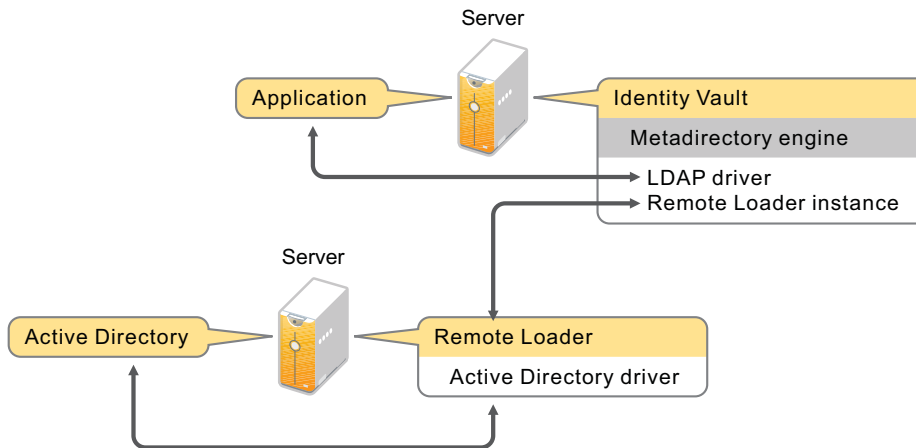 Server
Application
Identity Vault
Metadirectory engine
LDAP driver
Remote Loader instance
Server
Active Directory
Remote Loader
Active Directory driver